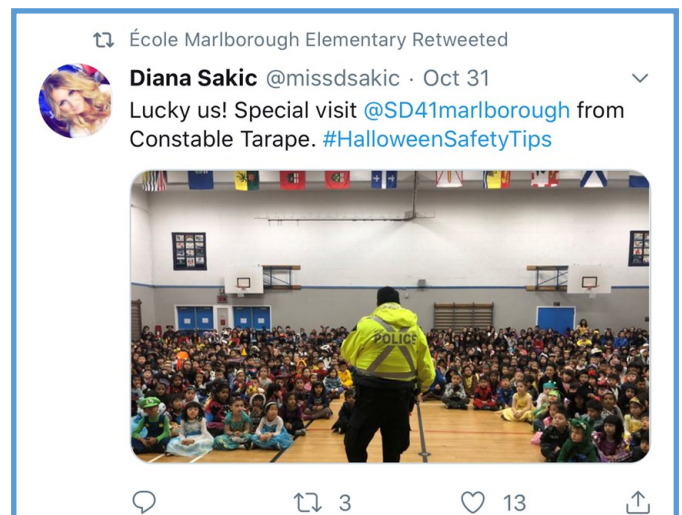 École Marlborough Elementary Retweeted
Diana Sakic @missdsakic · Oct 31
Lucky us! Special visit @SD41marlborough from
Constable Tarape. #HalloweenSafetyTips
POLICE
3 13